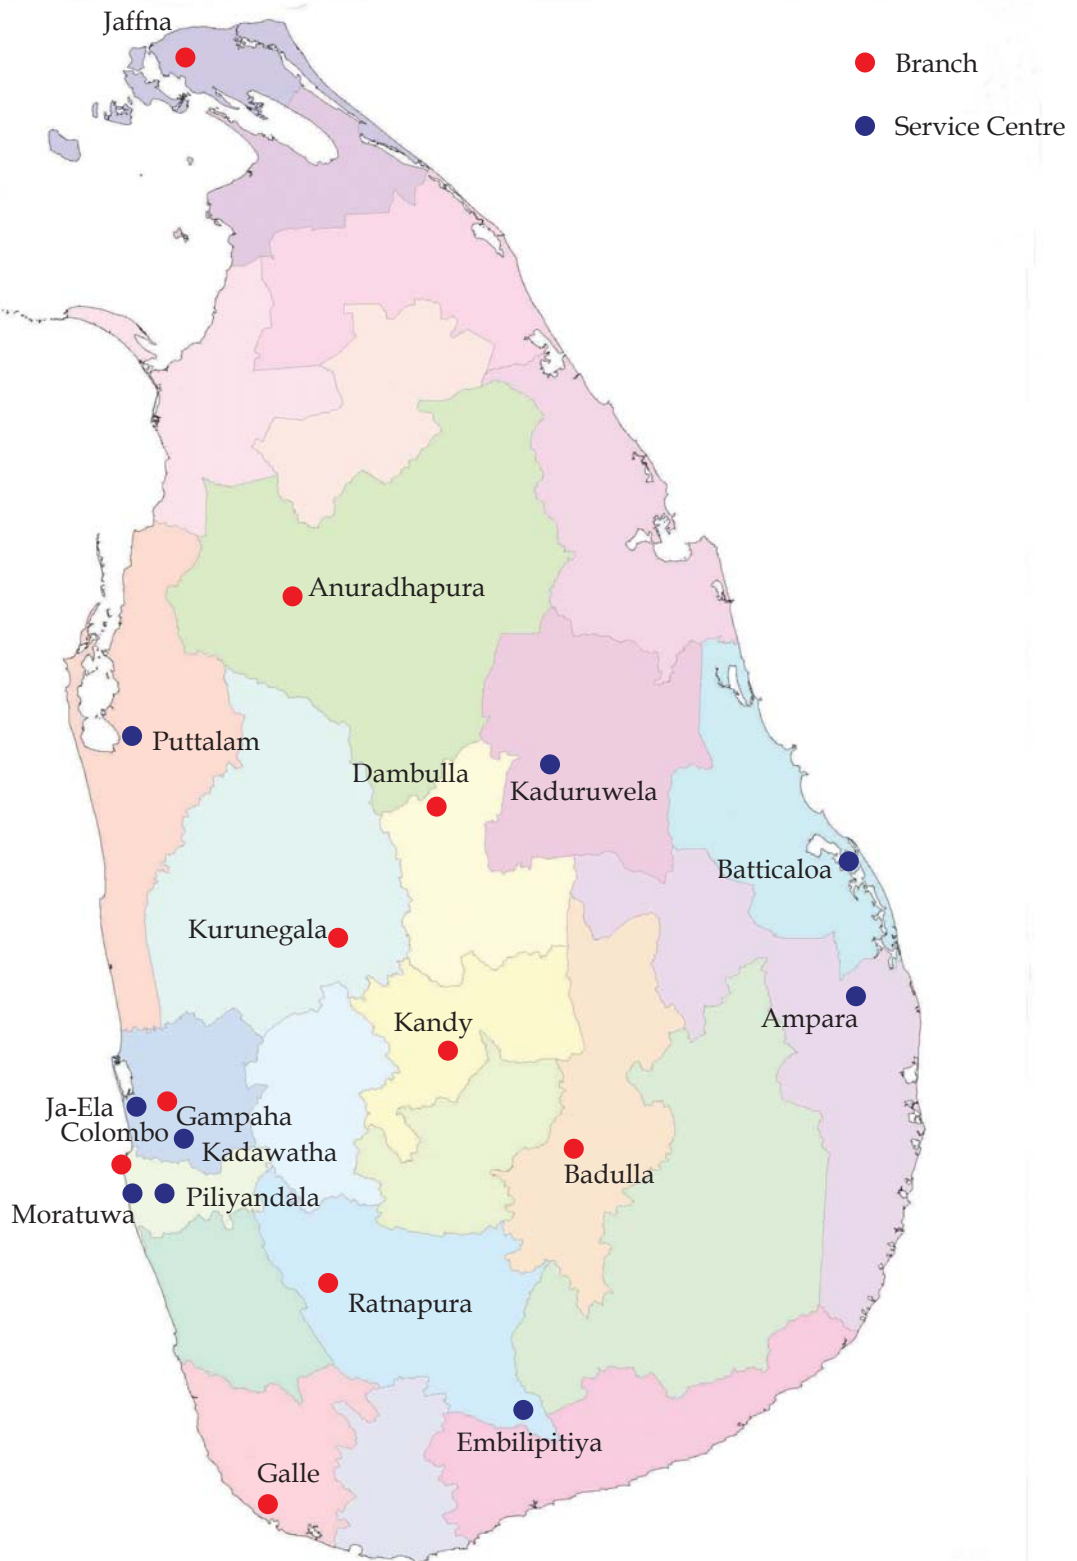 Jaffna
Branch
Service Centre
Anuradhapura
Puttalam
Dambulla
Kaduruwela
Batticaloa
Kurunegala
Ampara
Kandy
Ja-Ela
Gampaha
Colombo
Kadawatha
Badulla
Piliyandala
Moratuwa
Ratnapura
Embilipitiya
Galle